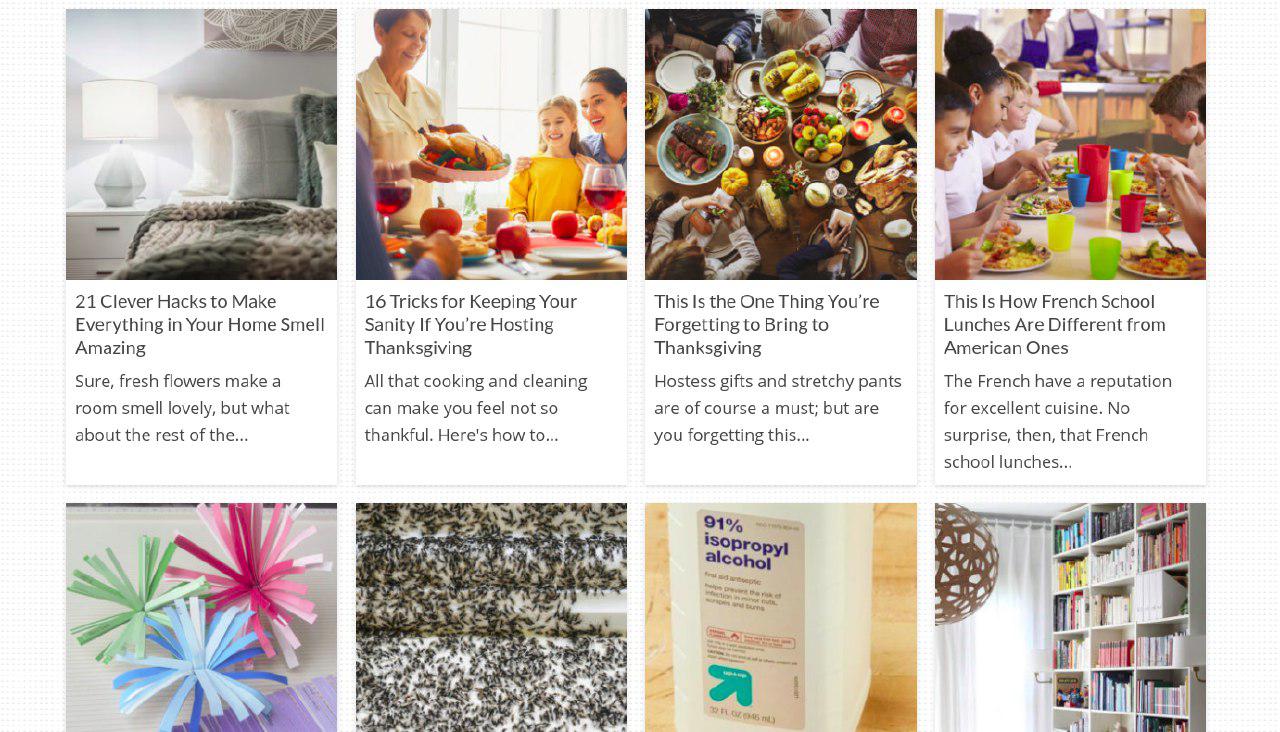 21 Clever Hacks to Make
Everything in Your Home Smell
Amazing
Sure, fresh flowers make a
room smell lovely, but what
about the rest of the...
16 Tricks for Keeping Your
Sanity If You’re Hosting
Thanksgiving
All that cooking and cleaning
can make you feel not so
thankful. Here's how to...
This Is the One Thing You’re
Forgetting to Bring to
Thanksgiving
Hostess gifts and stretchy pants
are of course a must; but are
you forgetting this...
This Is How French School
Lunches Are Different from
American Ones
The French have a reputation
for excellent cuisine. No
surprise, then, that French
school lunches...
91%
isopropyl
alcohol
First aid antiseptic
Helps prevent the risk of
infection in minor cuts,
scrapes and burns
32 FL OZ (946 mL)